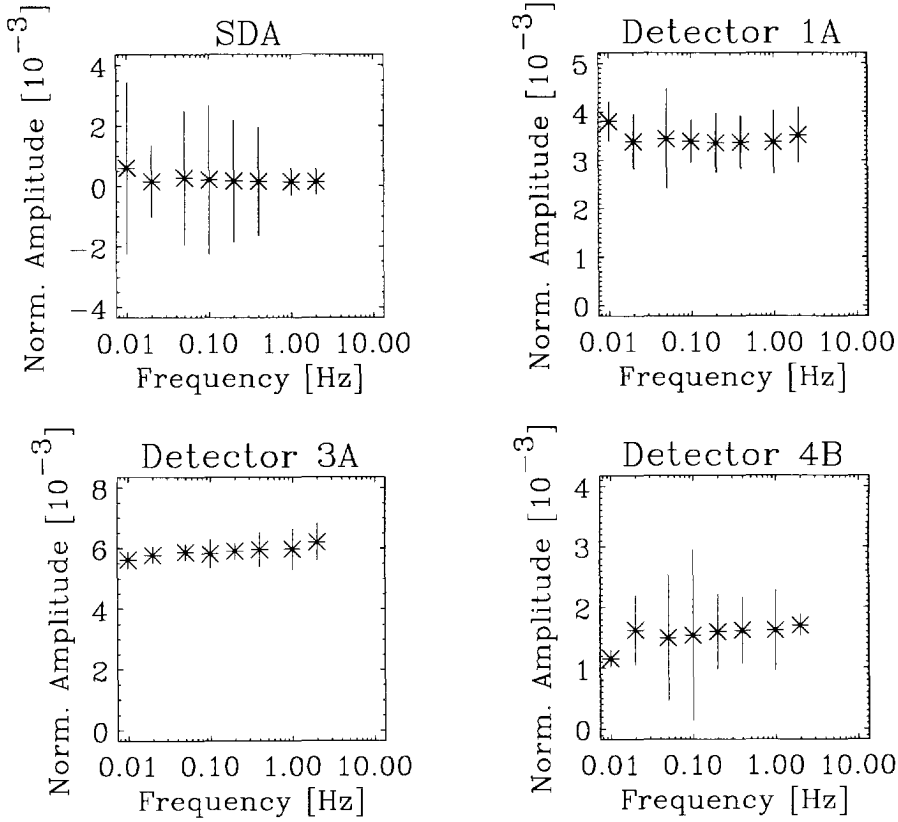 SDA
Norm. Amplitude [10⁻³]
4
2
0
−2
−4
0.01 0.10 1.00 10.00
Frequency [Hz]
Detector 1A
Norm. Amplitude [10⁻³]
5
4
3
2
1
0
0.01 0.10 1.00 10.00
Frequency [Hz]
Detector 3A
Norm. Amplitude [10⁻³]
8
6
4
2
0
0.01 0.10 1.00 10.00
Frequency [Hz]
Detector 4B
Norm. Amplitude [10⁻³]
4
3
2
1
0
0.01 0.10 1.00 10.00
Frequency [Hz]